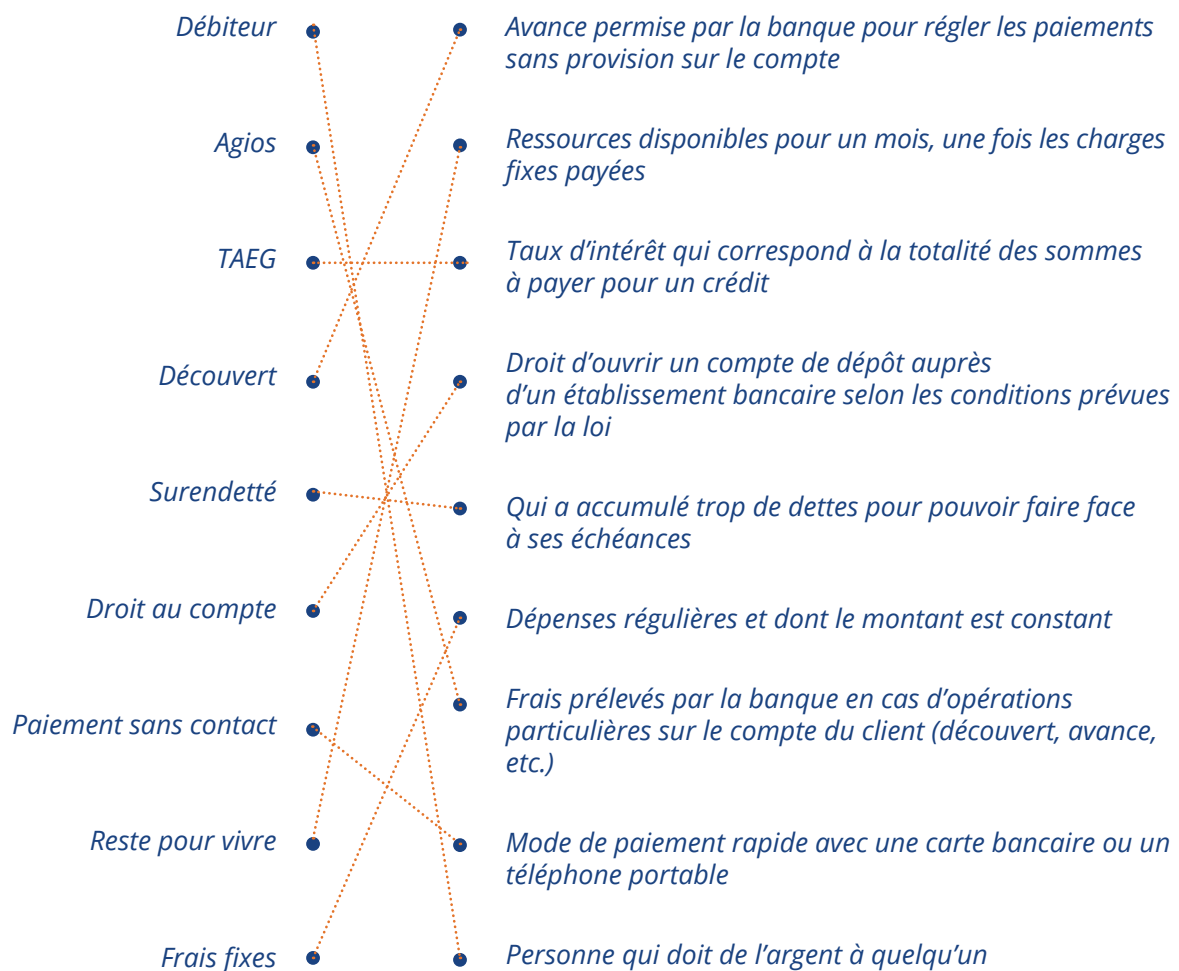 Débiteur
Avance permise par la banque pour régler les paiements
sans provision sur le compte
Agios
Ressources disponibles pour un mois, une fois les charges
fixes payées
TAEG
Taux d’intérêt qui correspond à la totalité des sommes
à payer pour un crédit
Découvert
Droit d’ouvrir un compte de dépôt auprès
d’un établissement bancaire selon les conditions prévues
par la loi
Surendetté
Qui a accumulé trop de dettes pour pouvoir faire face
à ses échéances
Droit au compte
Dépenses régulières et dont le montant est constant
Paiement sans contact
Frais prélevés par la banque en cas d’opérations
particulières sur le compte du client (découvert, avance,
etc.)
Reste pour vivre
Mode de paiement rapide avec une carte bancaire ou un
téléphone portable
Frais fixes
Personne qui doit de l’argent à quelqu’un